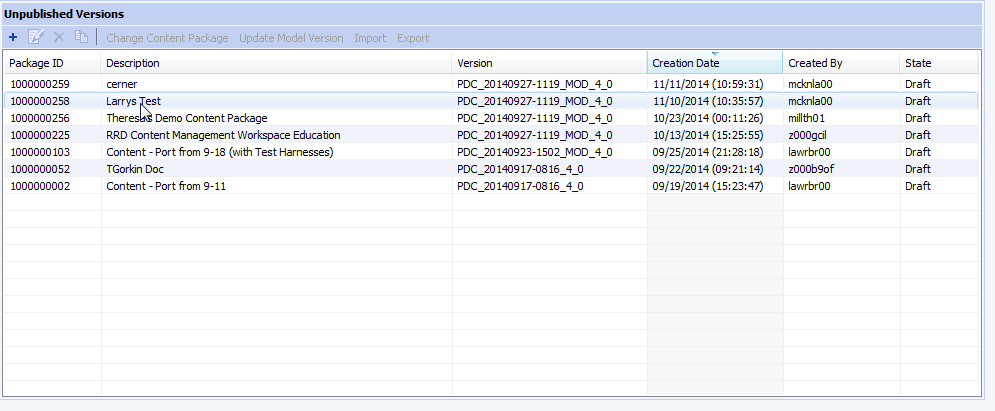 Unpublished Versions
+ Change Content Package Update Model Version Import Export
Package ID Description Version Creation Date Created By State
1000000259 cerner PDC_20140927-1119_MOD_4_0 11/11/2014 (10:59:31) mcknla00 Draft
1000000258 Larrys Test PDC_20140927-1119_MOD_4_0 11/10/2014 (10:35:57) mcknla00 Draft
1000000256 Theresas Demo Content Package PDC_20140927-1119_MOD_4_0 10/23/2014 (00:11:26) millth01 Draft
1000000225 RRD Content Management Workspace Education PDC_20140927-1119_MOD_4_0 10/13/2014 (15:25:55) z000gcil Draft
1000000103 Content - Port from 9-18 (with Test Harnesses) PDC_20140923-1502_MOD_4_0 09/25/2014 (21:28:18) lawrbr00 Draft
1000000052 TGorkin Doc PDC_20140917-0816_4_0 09/22/2014 (09:21:14) z000b9of Draft
1000000002 Content - Port from 9-11 PDC_20140917-0816_4_0 09/19/2014 (15:23:47) lawrbr00 Draft